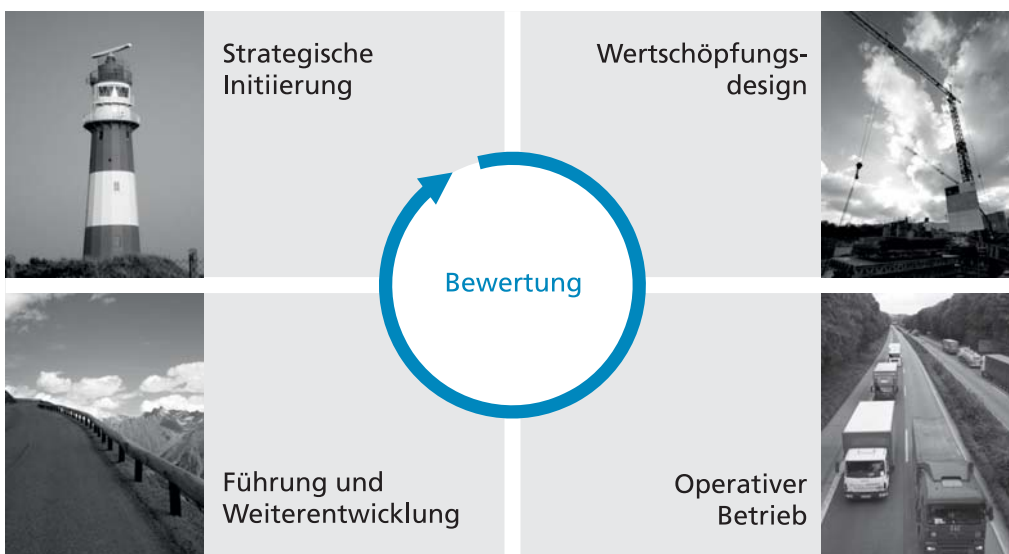 Strategische
Initiierung
Wertschöpfungs-
design
Bewertung
Führung und
Weiterentwicklung
Operativer
Betrieb